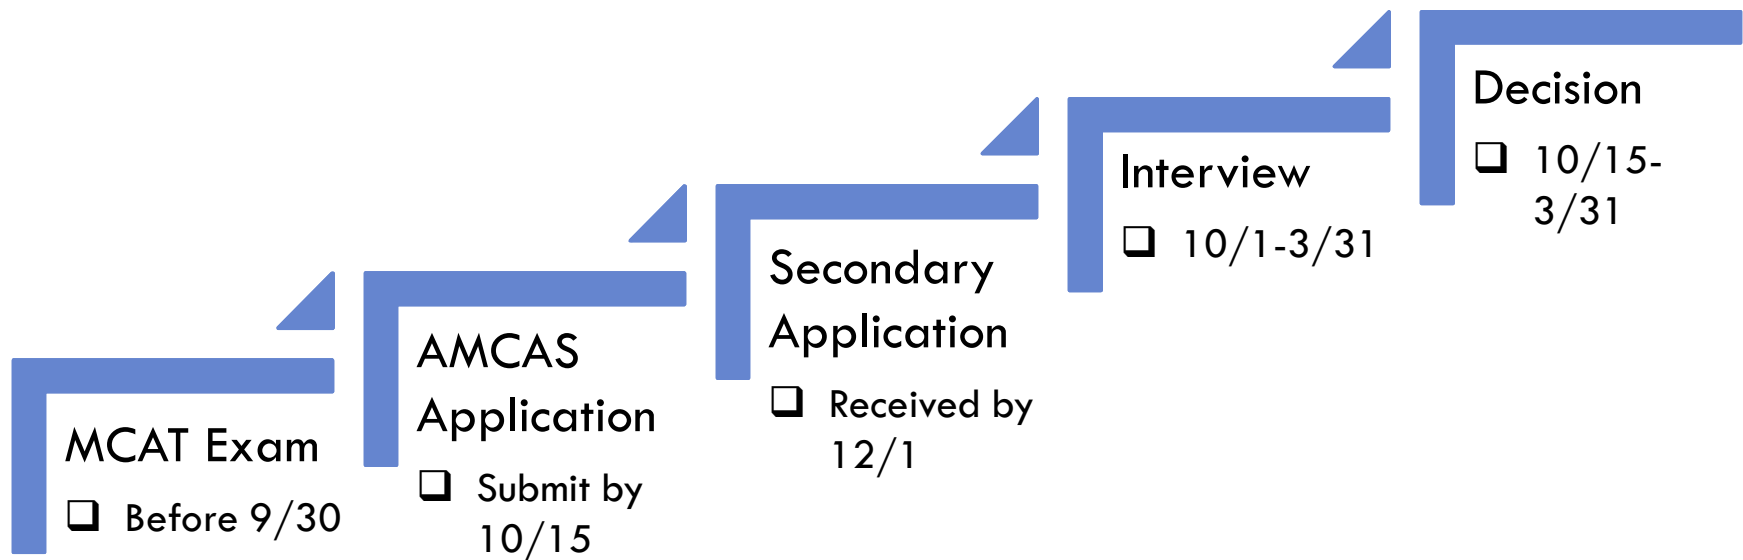 MCAT Exam
❑ Before 9/30
AMCAS
Application
❑ Submit by
10/15
Secondary
Application
❑ Received by
12/1
Interview
❑ 10/1-3/31
Decision
❑ 10/15-
3/31